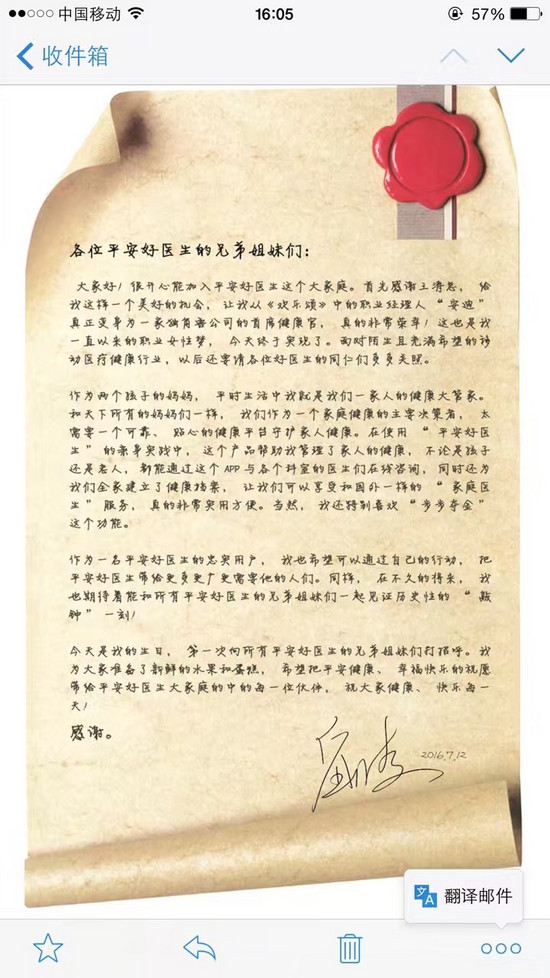 中国移动 16:05 57%
收件箱
各位平安好医生的兄弟姐妹们：
大家好！很开心能加入平安好医生这个大家庭。首先感谢王涛总，给
我这样一个美好的机会，让我从《欢乐颂》中的职业经理人“安迪”
真正变身为一家独角兽公司的首席健康官，真的非常荣幸！这也是我
一直以来的职业女性梦，今天终于实现了。面对陌生且充满希望的移
动医疗健康行业，以后还要请各位好医生的同仁们多多关照。
作为两个孩子的妈妈，平时生活中我就是我们一家人的健康大管家。
和天下所有的妈妈们一样，我们作为一个家庭健康的主要决策者，太
需要一个可靠、贴心的健康平台守护家人健康。在使用“平安好医
生”的亲身实践中，这个产品帮助我管理了家人的健康，不论是孩子
还是老人，都能通过这个APP与各个科室的医生们在线咨询，同时还为
我们全家建立了健康档案，让我们可以享受和国外一样的“家庭医
生”服务，真的非常实用方便。当然，我还特别喜欢“步步夺金”
这个功能。
作为一名平安好医生的忠实用户，我也希望可以通过自己的行动，把
平安好医生带给更多更广更需要他的人们。同样，在不久的将来，我
也期待着能和所有平安好医生的兄弟姐妹们一起见证历史性的“敲
钟”一刻！
今天是我的生日，第一次向所有平安好医生的兄弟姐妹们打招呼。我
为大家准备了新鲜的水果和蛋糕，希望把平安健康、幸福快乐的祝愿
带给平安好医生大家庭的中的每一位伙伴，祝大家健康、快乐每一
天！
感谢。
2016.7.12
翻译邮件